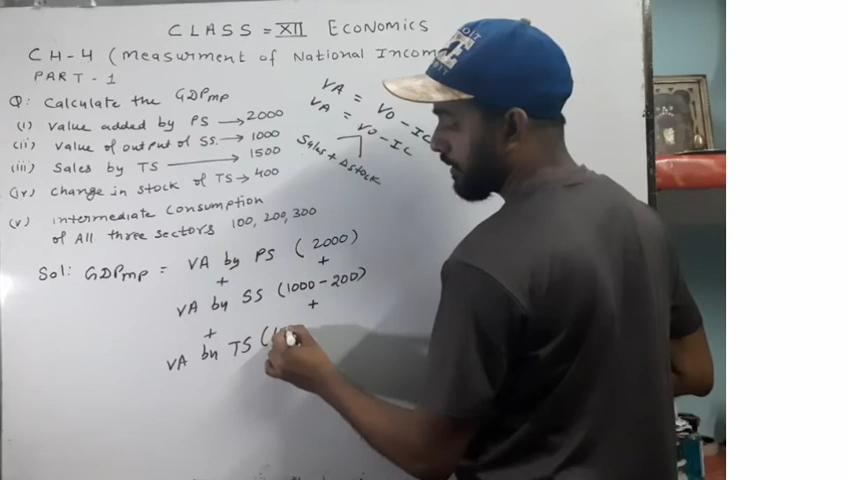 CLASS = XII ECONOMICS
CH-4 (Measurment of National Incom
PART-1
Q: Calculate the GDPmp
(i) Value added by PS → 2000
(ii) Value of output of SS. → 1000
(iii) Sales by TS → 1500
(iv) Change in stock of TS → 400
(v) Intermediate Consumption
of All three sectors 100, 200, 300
VA = VO - IC
VA = VO - IC
Sales + Δstock
Sol: GDPmp = VA by PS (2000)
+ +
VA by SS (1000-200)
+ +
VA by TS (1